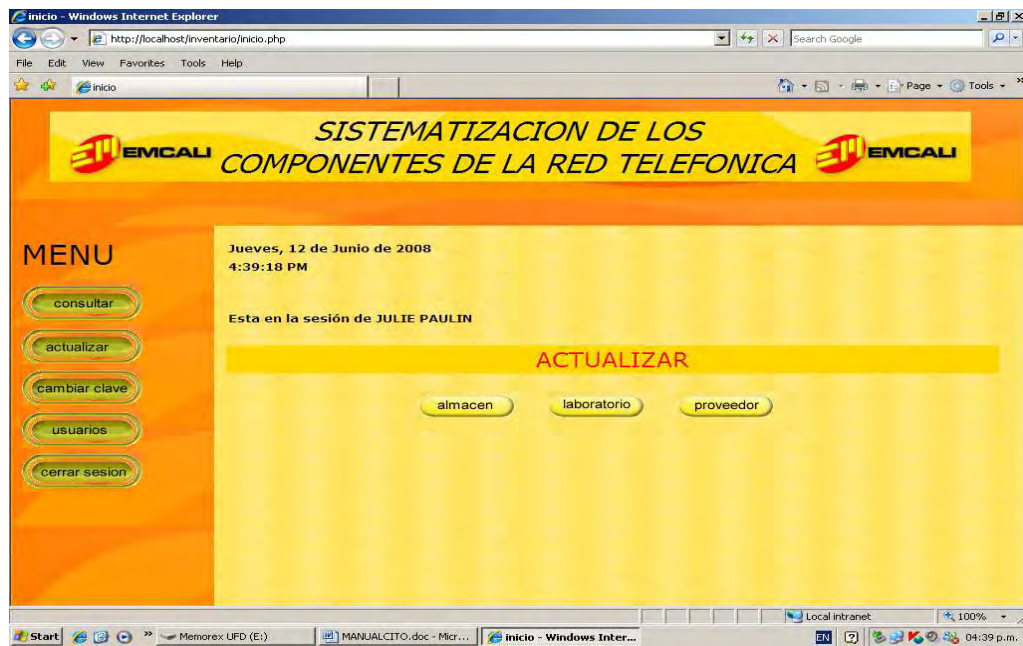 inicio - Windows Internet Explorer
http://localhost/inventario/inicio.php
Search Google
File Edit View Favorites Tools Help
inicio
Page Tools »
EMCALI
SISTEMATIZACION DE LOS
COMPONENTES DE LA RED TELEFONICA
EMCALI
MENU
consultar
actualizar
cambiar clave
usuarios
cerrar sesion
Jueves, 12 de Junio de 2008
4:39:18 PM
Esta en la sesión de JULIE PAULIN
ACTUALIZAR
almacen laboratorio proveedor
Local intranet 100%
Start » Memorex UFD (E:) MANUALCITO.doc - Micr... inicio - Windows Inter... EN 04:39 p.m.